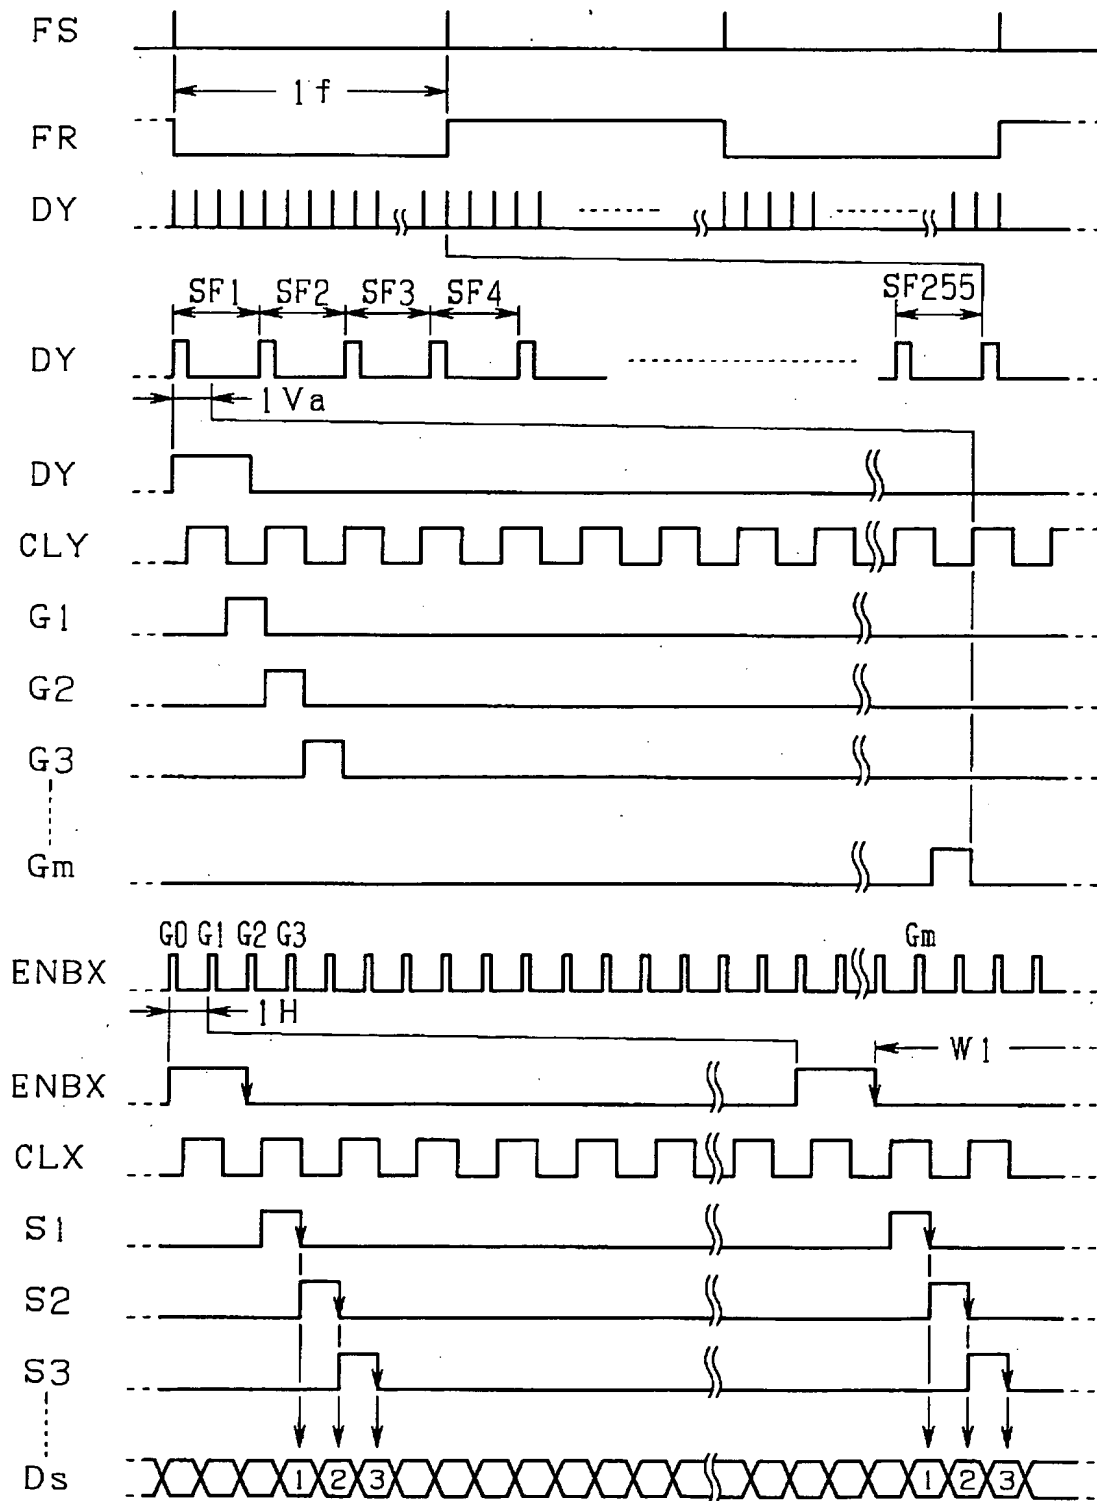 FS
1f
FR
DY
SF1 SF2 SF3 SF4 SF255
DY
1Va
DY
CLY
G1
G2
G3
Gm
G0 G1 G2 G3 Gm
ENBX
1H
W1
ENBX
CLX
S1
S2
S3
Ds 1 2 3 1 2 3